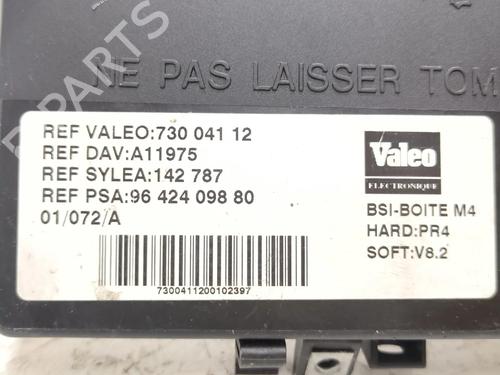 NE PAS LAISSER TOM
REF VALEO:730 041 12
REF DAV:A11975
REF SYLEA:142 787
REF PSA:96 424 098 80
01/072/A
7300411200102397
Valeo
ELECTRONIQUE
BSI-BOITE M4
HARD:PR4
SOFT:V8.2
B-PARTS